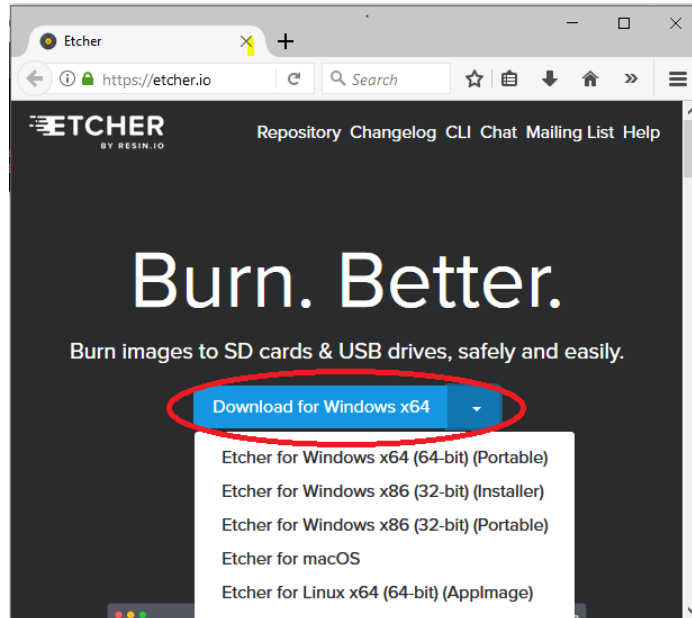 Etcher
https://etcher.io
Search
ETCHER
BY RESIN.IO
Repository Changelog CLI Chat Mailing List Help
Burn. Better.
Burn images to SD cards & USB drives, safely and easily.
Download for Windows x64
Etcher for Windows x64 (64-bit) (Portable)
Etcher for Windows x86 (32-bit) (Installer)
Etcher for Windows x86 (32-bit) (Portable)
Etcher for macOS
Etcher for Linux x64 (64-bit) (AppImage)